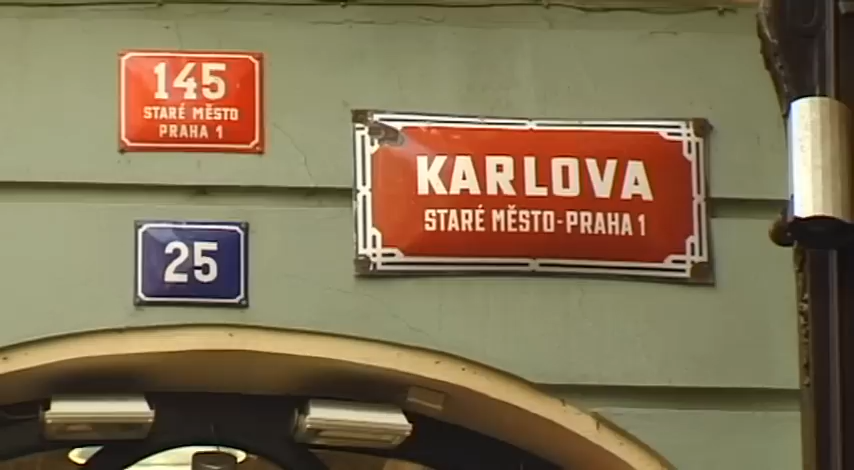 145
STARÉ MĚSTO
PRAHA 1
25
KARLOVA
STARÉ MĚSTO-PRAHA 1